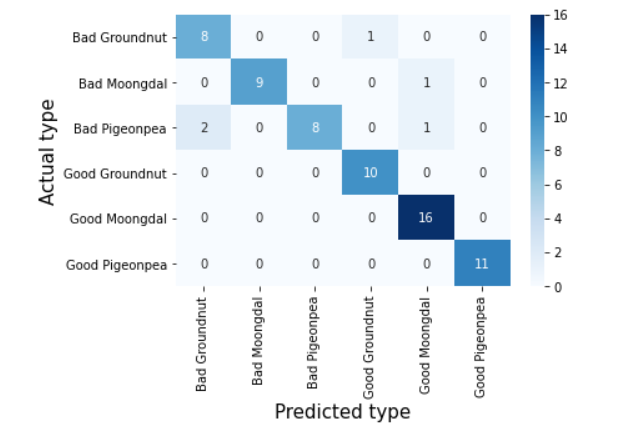 Actual type
Bad Groundnut 8 0 0 1 0 0
Bad Moongdal 0 9 0 0 1 0
Bad Pigeonpea 2 0 8 0 1 0
Good Groundnut 0 0 0 10 0 0
Good Moongdal 0 0 0 0 16 0
Good Pigeonpea 0 0 0 0 0 11
Bad Groundnut
Bad Moongdal
Bad Pigeonpea
Good Groundnut
Good Moongdal
Good Pigeonpea
Predicted type
16
14
12
10
8
6
4
2
0